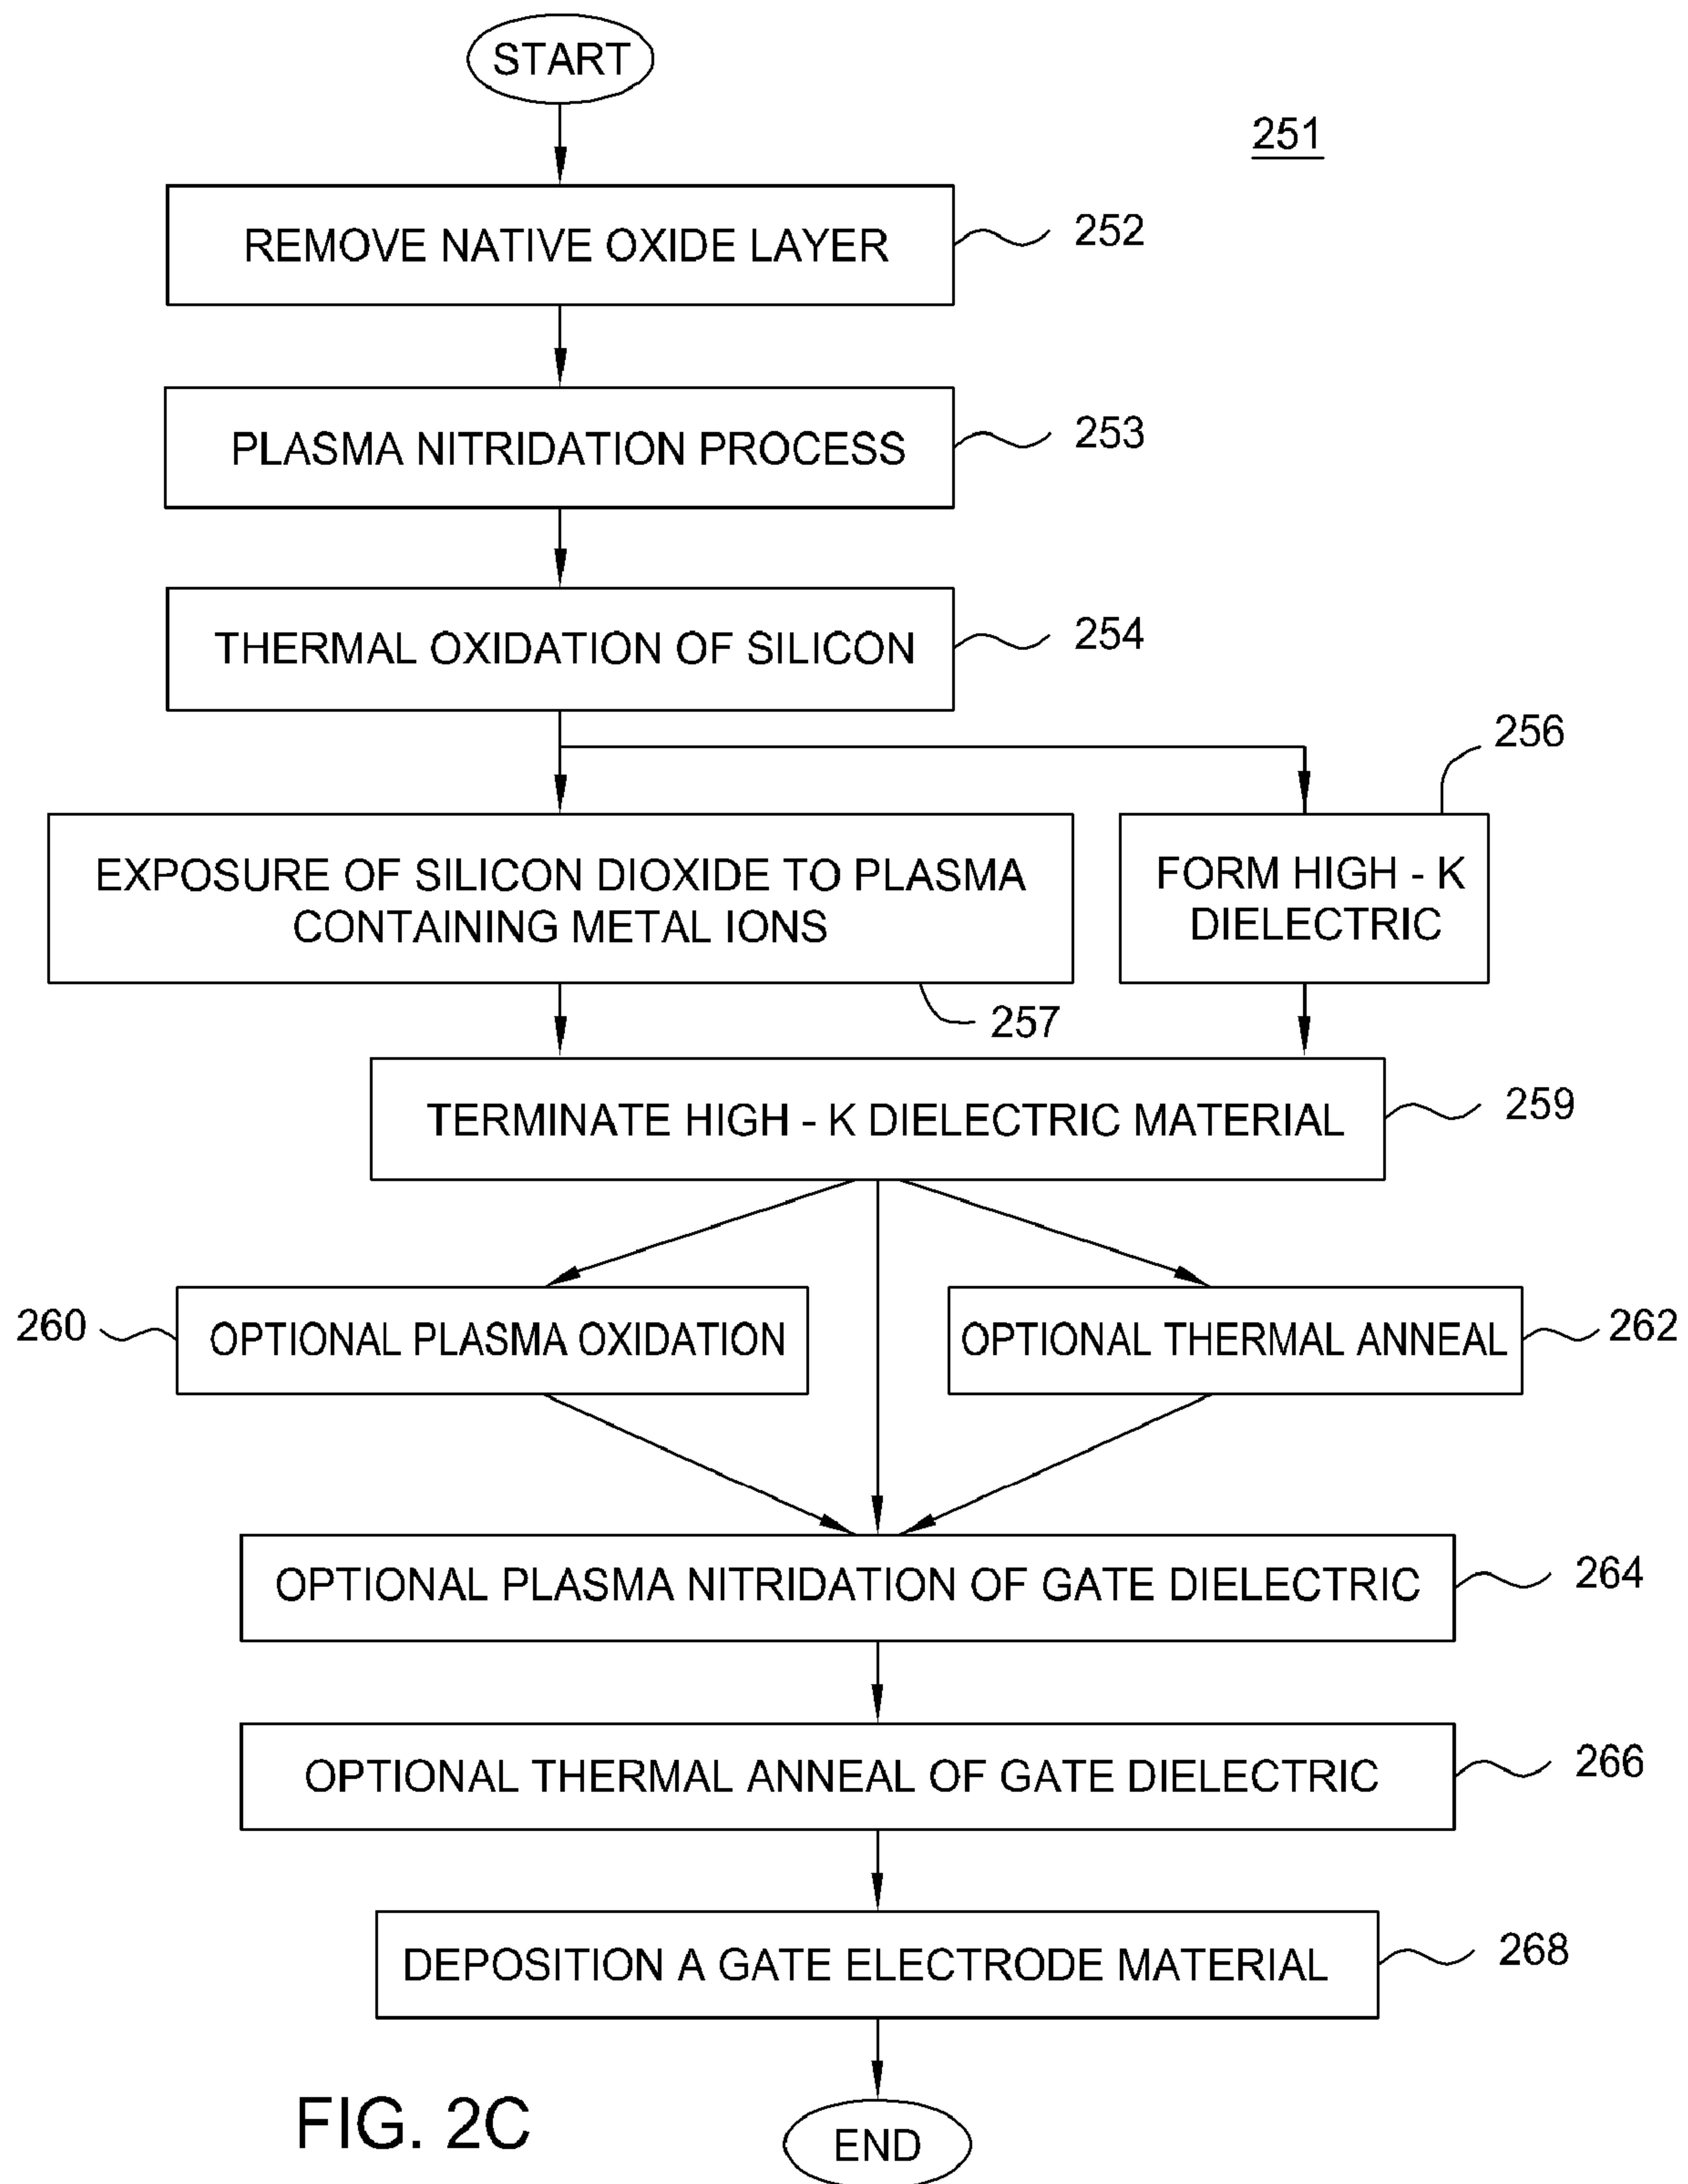 START
251
REMOVE NATIVE OXIDE LAYER
252
PLASMA NITRIDATION PROCESS
253
THERMAL OXIDATION OF SILICON
254
256
EXPOSURE OF SILICON DIOXIDE TO PLASMA
CONTAINING METAL IONS
FORM HIGH - K
DIELECTRIC
257
TERMINATE HIGH - K DIELECTRIC MATERIAL
259
260
OPTIONAL PLASMA OXIDATION
OPTIONAL THERMAL ANNEAL
262
OPTIONAL PLASMA NITRIDATION OF GATE DIELECTRIC
264
OPTIONAL THERMAL ANNEAL OF GATE DIELECTRIC
266
DEPOSITION A GATE ELECTRODE MATERIAL
268
FIG. 2C
END